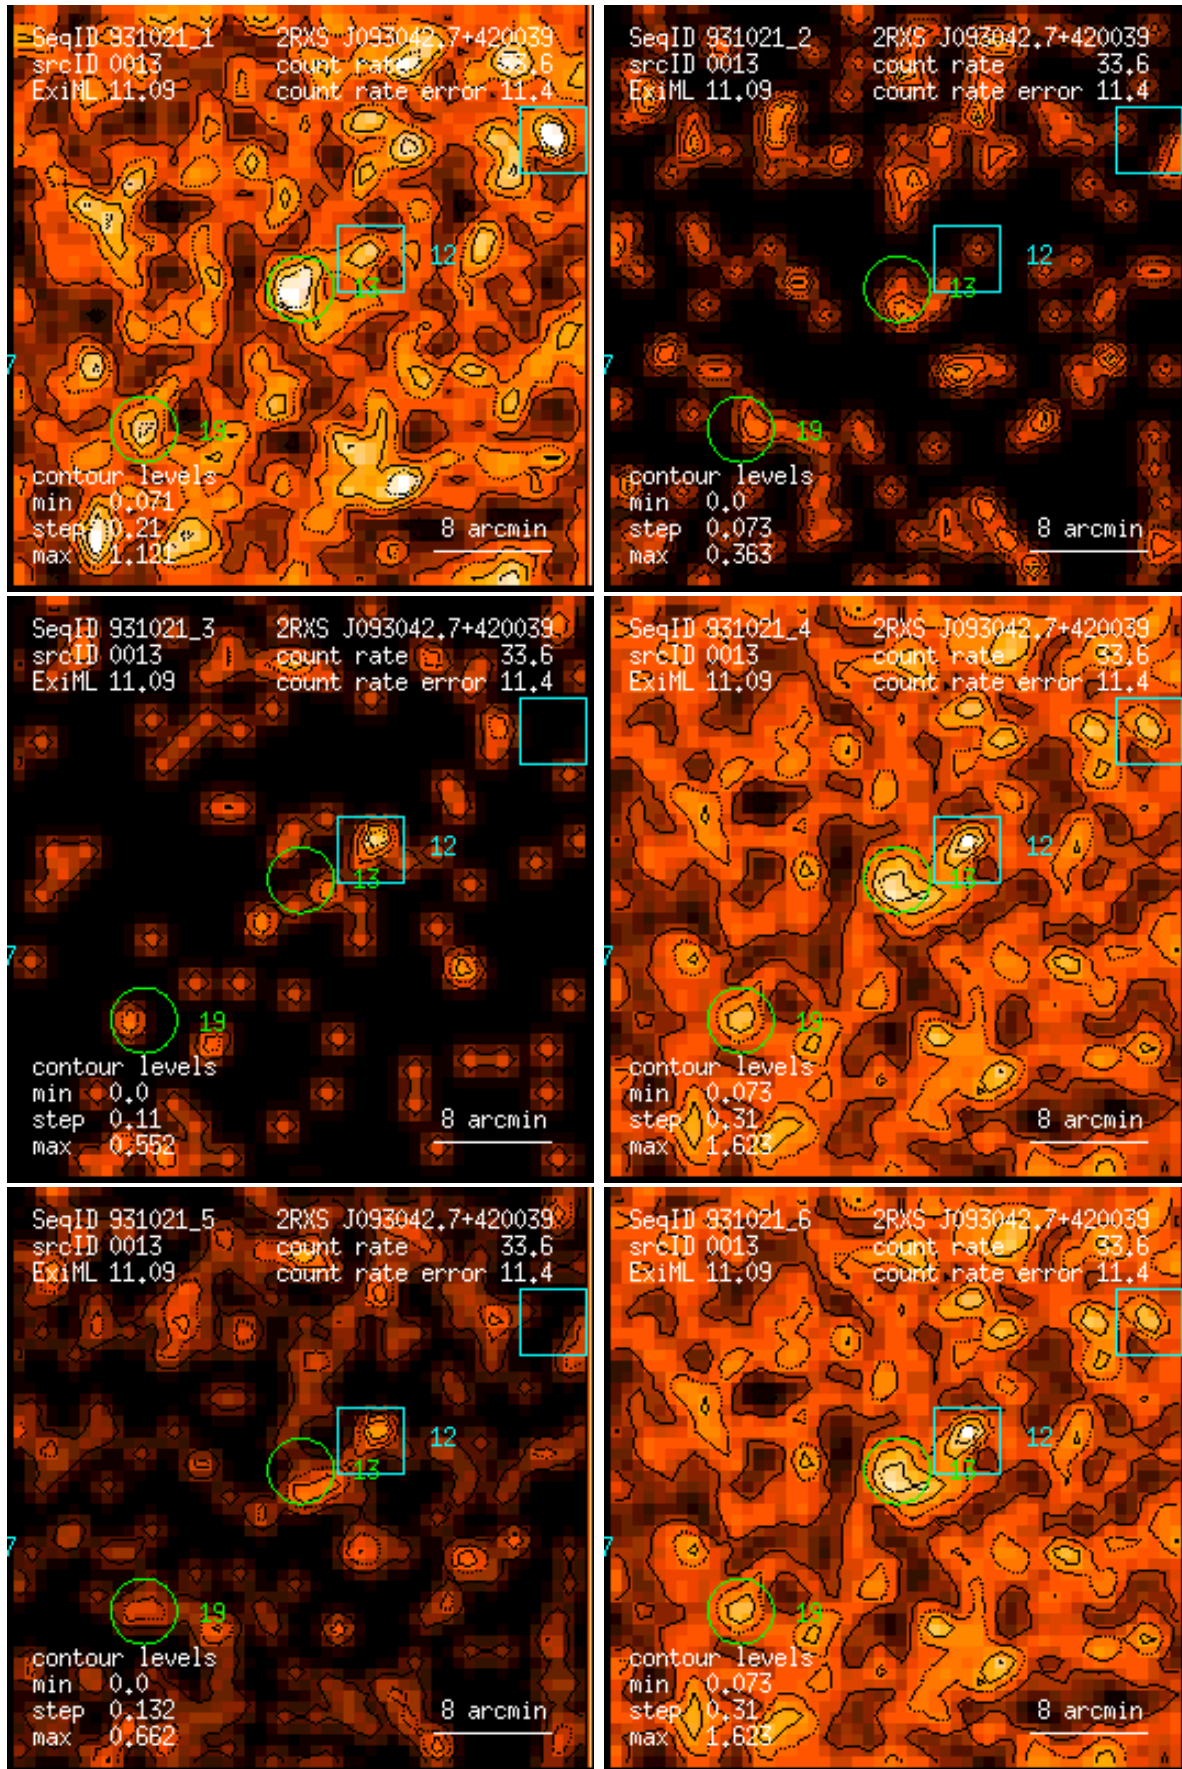 SeqID 931021_1 2RXS J093042.7+420039
srcID 0013 count rate 33.6
ExiML 11.09 count rate error 11.4
12
13
7
19
contour levels
min 0.071
step 0.21
max 1.121
8 arcmin
SeqID 931021_2 2RXS J093042.7+420039
srcID 0013 count rate 33.6
ExiML 11.09 count rate error 11.4
12
13
7
19
contour levels
min 0.0
step 0.073
max 0.363
8 arcmin
SeqID 931021_3 2RXS J093042.7+420039
srcID 0013 count rate 33.6
ExiML 11.09 count rate error 11.4
12
13
7
19
contour levels
min 0.0
step 0.11
max 0.552
8 arcmin
SeqID 931021_4 2RXS J093042.7+420039
srcID 0013 count rate 33.6
ExiML 11.09 count rate error 11.4
12
13
7
19
contour levels
min 0.073
step 0.31
max 1.623
8 arcmin
SeqID 931021_5 2RXS J093042.7+420039
srcID 0013 count rate 33.6
ExiML 11.09 count rate error 11.4
12
13
7
19
contour levels
min 0.0
step 0.132
max 0.662
8 arcmin
SeqID 931021_6 2RXS J093042.7+420039
srcID 0013 count rate 33.6
ExiML 11.09 count rate error 11.4
12
13
7
19
contour levels
min 0.073
step 0.31
max 1.623
8 arcmin